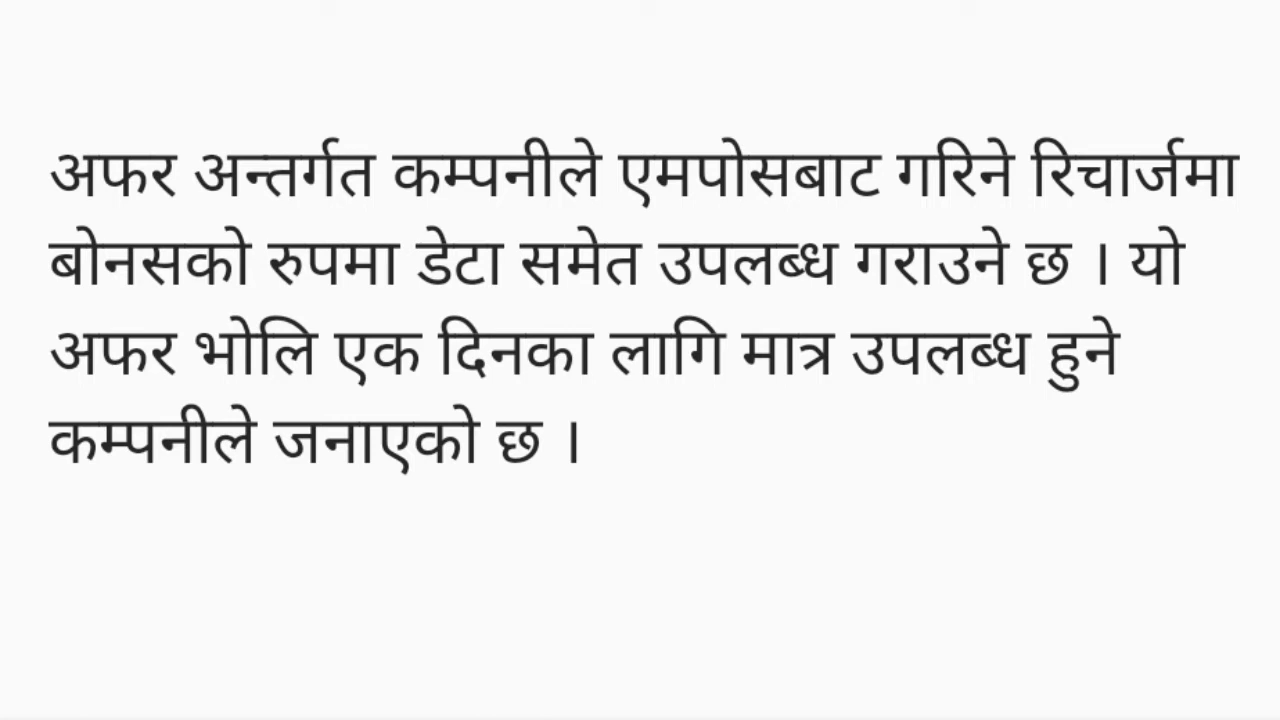 अफर अन्तर्गत कम्पनीले एमपोसबाट गरिने रिचार्जमा
बोनसको रुपमा डेटा समेत उपलब्ध गराउने छ । यो
अफर भोलि एक दिनका लागि मात्र उपलब्ध हुने
कम्पनीले जनाएको छ ।